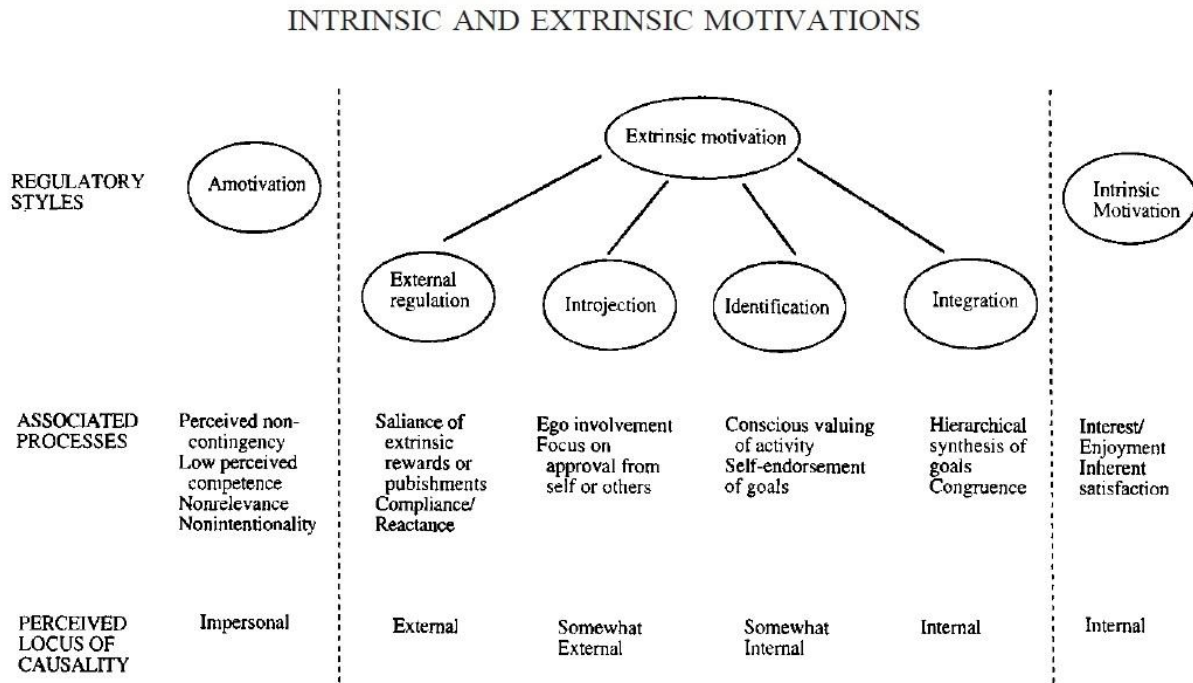 INTRINSIC AND EXTRINSIC MOTIVATIONS
REGULATORY
STYLES
Amotivation
Extrinsic motivation
Intrinsic
Motivation
External
regulation
Introjection
Identification
Integration
ASSOCIATED
PROCESSES
Perceived non-
contingency
Low perceived
competence
Nonrelevance
Nonintentionality
Saliance of
extrinsic
rewards or
pubishments
Compliance/
Reactance
Ego involvement
Focus on
approval from
self or others
Conscious valuing
of activity
Self-endorsement
of goals
Hierarchical
synthesis of
goals
Congruence
Interest/
Enjoyment
Inherent
satisfaction
PERCEIVED
LOCUS OF
CAUSALITY
Impersonal
External
Somewhat
External
Somewhat
Internal
Internal
Internal